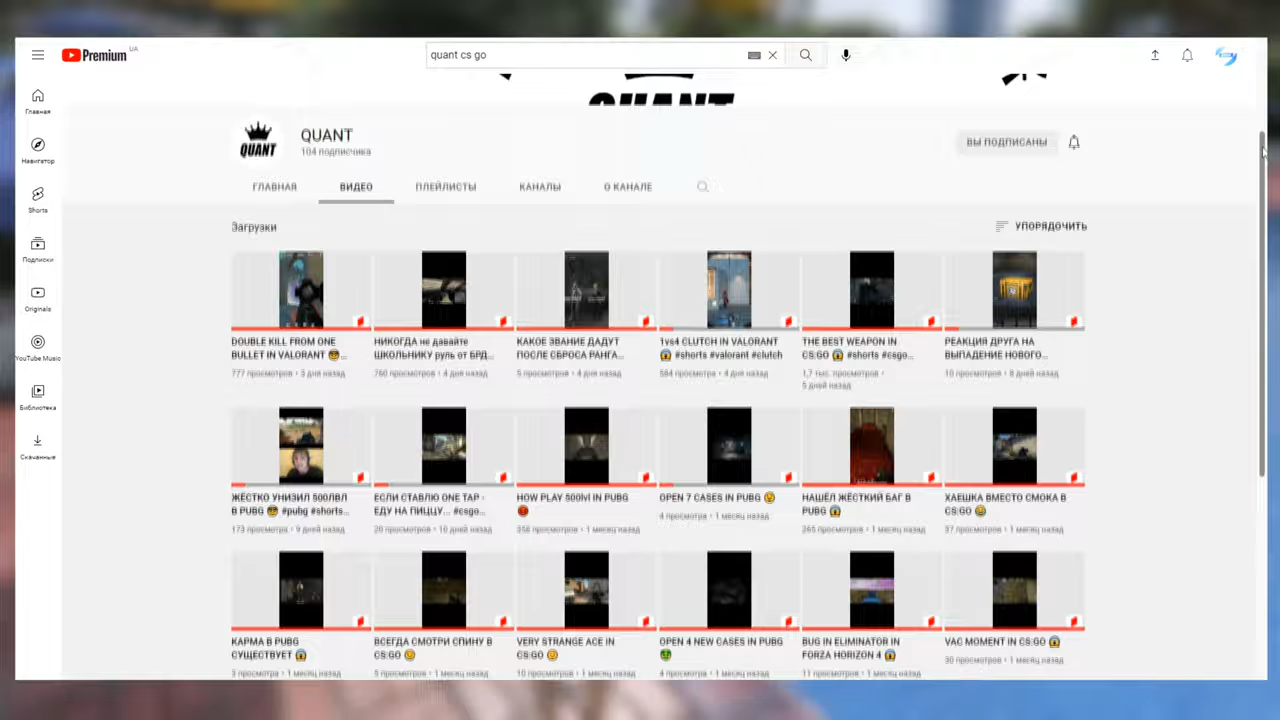 Premium UA
quant cs go
QUANT
Главная
Навигатор
Shorts
Подписки
Originals
YouTube Music
Библиотека
Скачанные
QUANT
QUANT
104 подписчика
ВЫ ПОДПИСАНЫ
ГЛАВНАЯ ВИДЕО ПЛЕЙЛИСТЫ КАНАЛЫ О КАНАЛЕ
Загрузки
УПОРЯДОЧИТЬ
DOUBLE KILL FROM ONE
BULLET IN VALORANT 🤓...
777 просмотров • 3 дня назад
НИКОГДА не давайте
ШКОЛЬНИКУ руль от БРД...
760 просмотров • 4 дня назад
КАКОЕ ЗВАНИЕ ДАДУТ
ПОСЛЕ СБРОСА РАНГА...
5 просмотров • 4 дня назад
1vs4 CLUTCH IN VALORANT
😱 #shorts #valorant #clutch
584 просмотра • 4 дня назад
THE BEST WEAPON IN
CS:GO 😱 #shorts #csgo...
1,7 тыс. просмотров •
5 дней назад
РЕАКЦИЯ ДРУГА НА
ВЫПАДЕНИЕ НОВОГО...
10 просмотров • 8 дней назад
ЖЁСТКО УНИЗИЛ 500ЛВЛ
В PUBG 😎 #pubg #shorts...
173 просмотра • 9 дней назад
ЕСЛИ СТАВЛЮ ONE TAP -
ЕДУ НА ПИЦЦУ... #csgo...
20 просмотров • 10 дней назад
HOW PLAY 500lvl IN PUBG
😡
358 просмотров • 1 месяц назад
OPEN 7 CASES IN PUBG 😮
4 просмотра • 1 месяц назад
НАШЁЛ ЖЁСТКИЙ БАГ В
PUBG 😱
265 просмотров • 1 месяц назад
ХАЕШКА ВМЕСТО СМОКА В
CS:GO 😂
37 просмотров • 1 месяц назад
КАРМА В PUBG
СУЩЕСТВУЕТ 😱
3 просмотра • 1 месяц назад
ВСЕГДА СМОТРИ СПИНУ В
CS:GO 😊
5 просмотров • 1 месяц назад
VERY STRANGE ACE IN
CS:GO 😊
10 просмотров • 1 месяц назад
OPEN 4 NEW CASES IN PUBG
🤢
4 просмотра • 1 месяц назад
BUG IN ELIMINATOR IN
FORZA HORIZON 4 😱
11 просмотров • 1 месяц назад
VAC MOMENT IN CS:GO 😱
30 просмотров • 1 месяц назад